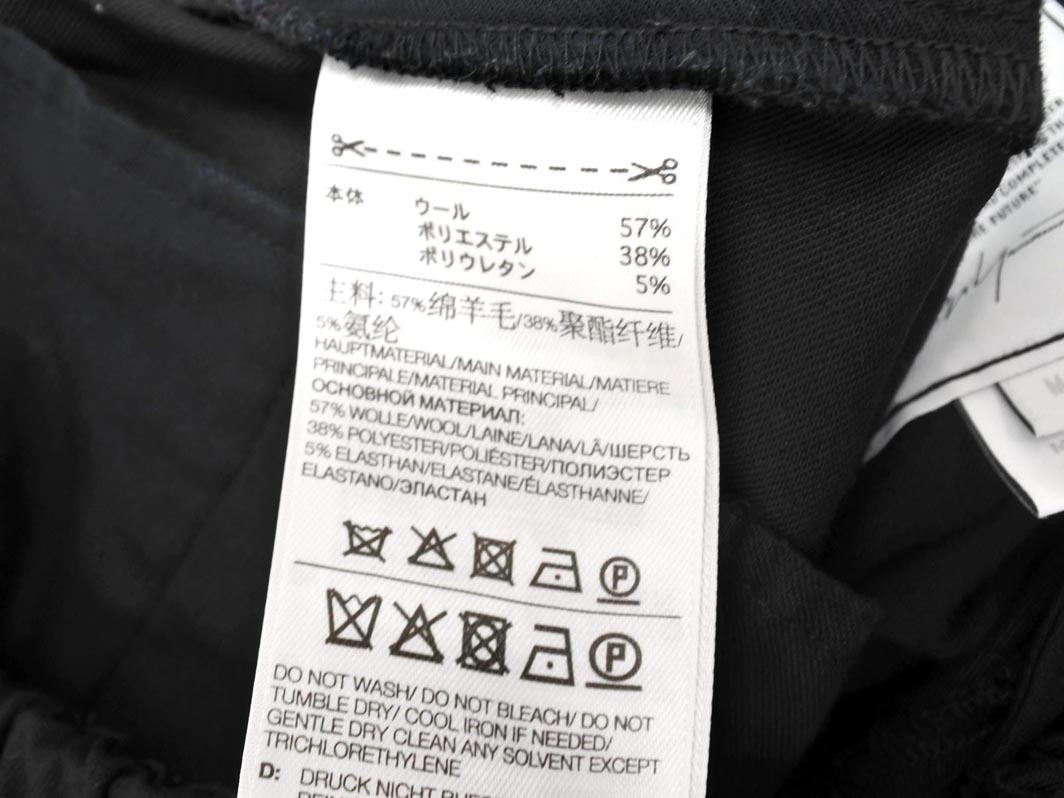 本体 ウール 57%
ポリエステル 38%
ポリウレタン 5%
主料: 57%绵羊毛/38%聚酯纤维/
5%氨纶
HAUPTMATERIAL/MAIN MATERIAL/MATIERE
PRINCIPALE/MATERIAL PRINCIPAL/
ОСНОВНОЙ МАТЕРИАЛ:
57% WOLLE/WOOL/LAINE/LANA/LÃ/ШЕРСТЬ
38% POLYESTER/POLIÉSTER/ПОЛИЭСТЕР
5% ELASTHAN/ELASTANE/ÉLASTHANNE/
ELASTANO/ЭЛАСТАН
P
P
DO NOT WASH/ DO NOT BLEACH/ DO NOT
TUMBLE DRY/ COOL IRON IF NEEDED/
GENTLE DRY CLEAN ANY SOLVENT EXCEPT
TRICHLORETHYLENE
D: DRUCK NICHT
COMPLETE
FUTURE"